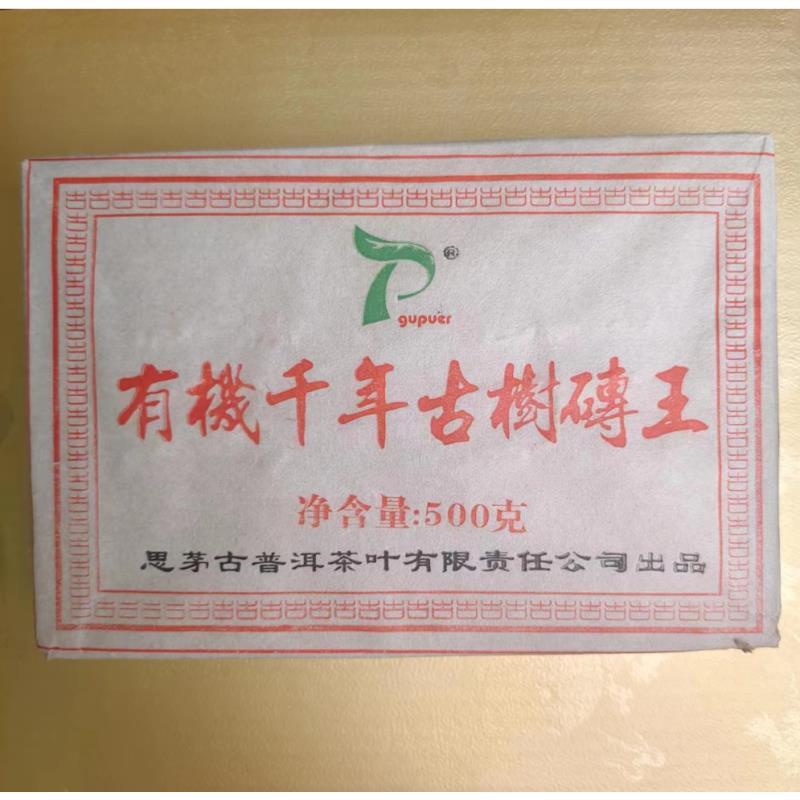 ®
gupuer
有機千年古樹磚王
净含量:500克
思茅古普洱茶叶有限责任公司出品